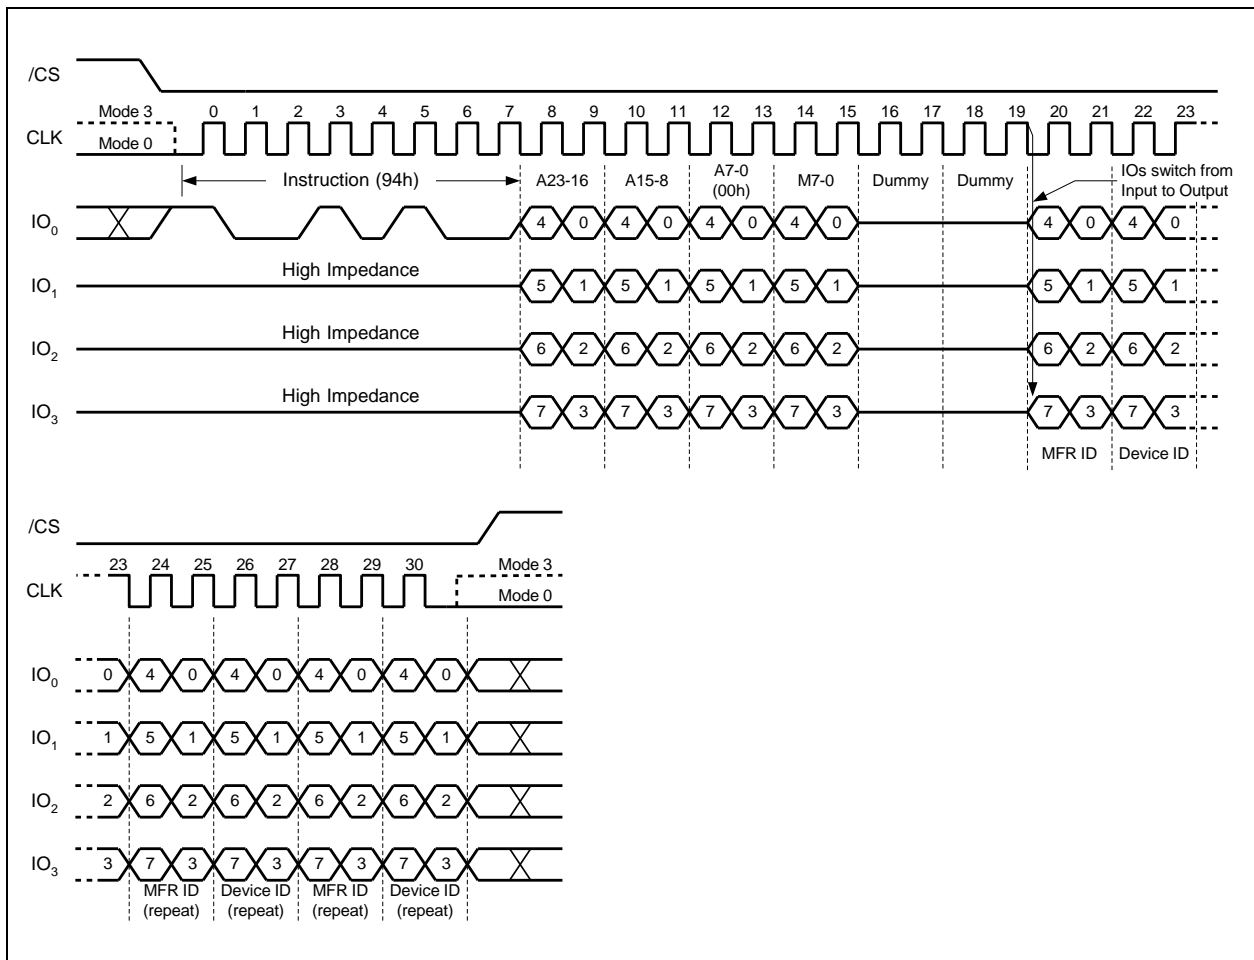 /CS
Mode 3
0 1 2 3 4 5 6 7 8 9 10 11 12 13 14 15 16 17 18 19 20 21 22 23
CLK
Mode 0
Instruction (94h)
A23-16
A15-8
A7-0
(00h)
M7-0
Dummy
Dummy
IOs switch from
Input to Output
IO0
4 0 4 0 4 0 4 0 4 0 4 0
High Impedance
IO1
5 1 5 1 5 1 5 1 5 1 5 1
High Impedance
IO2
6 2 6 2 6 2 6 2 6 2 6 2
High Impedance
IO3
7 3 7 3 7 3 7 3 7 3 7 3
MFR ID
Device ID
/CS
23 24 25 26 27 28 29 30
Mode 3
CLK
Mode 0
IO0
0 4 0 4 0 4 0 4 0
IO1
1 5 1 5 1 5 1 5 1
IO2
2 6 2 6 2 6 2 6 2
IO3
3 7 3 7 3 7 3 7 3
MFR ID
(repeat)
Device ID
(repeat)
MFR ID
(repeat)
Device ID
(repeat)